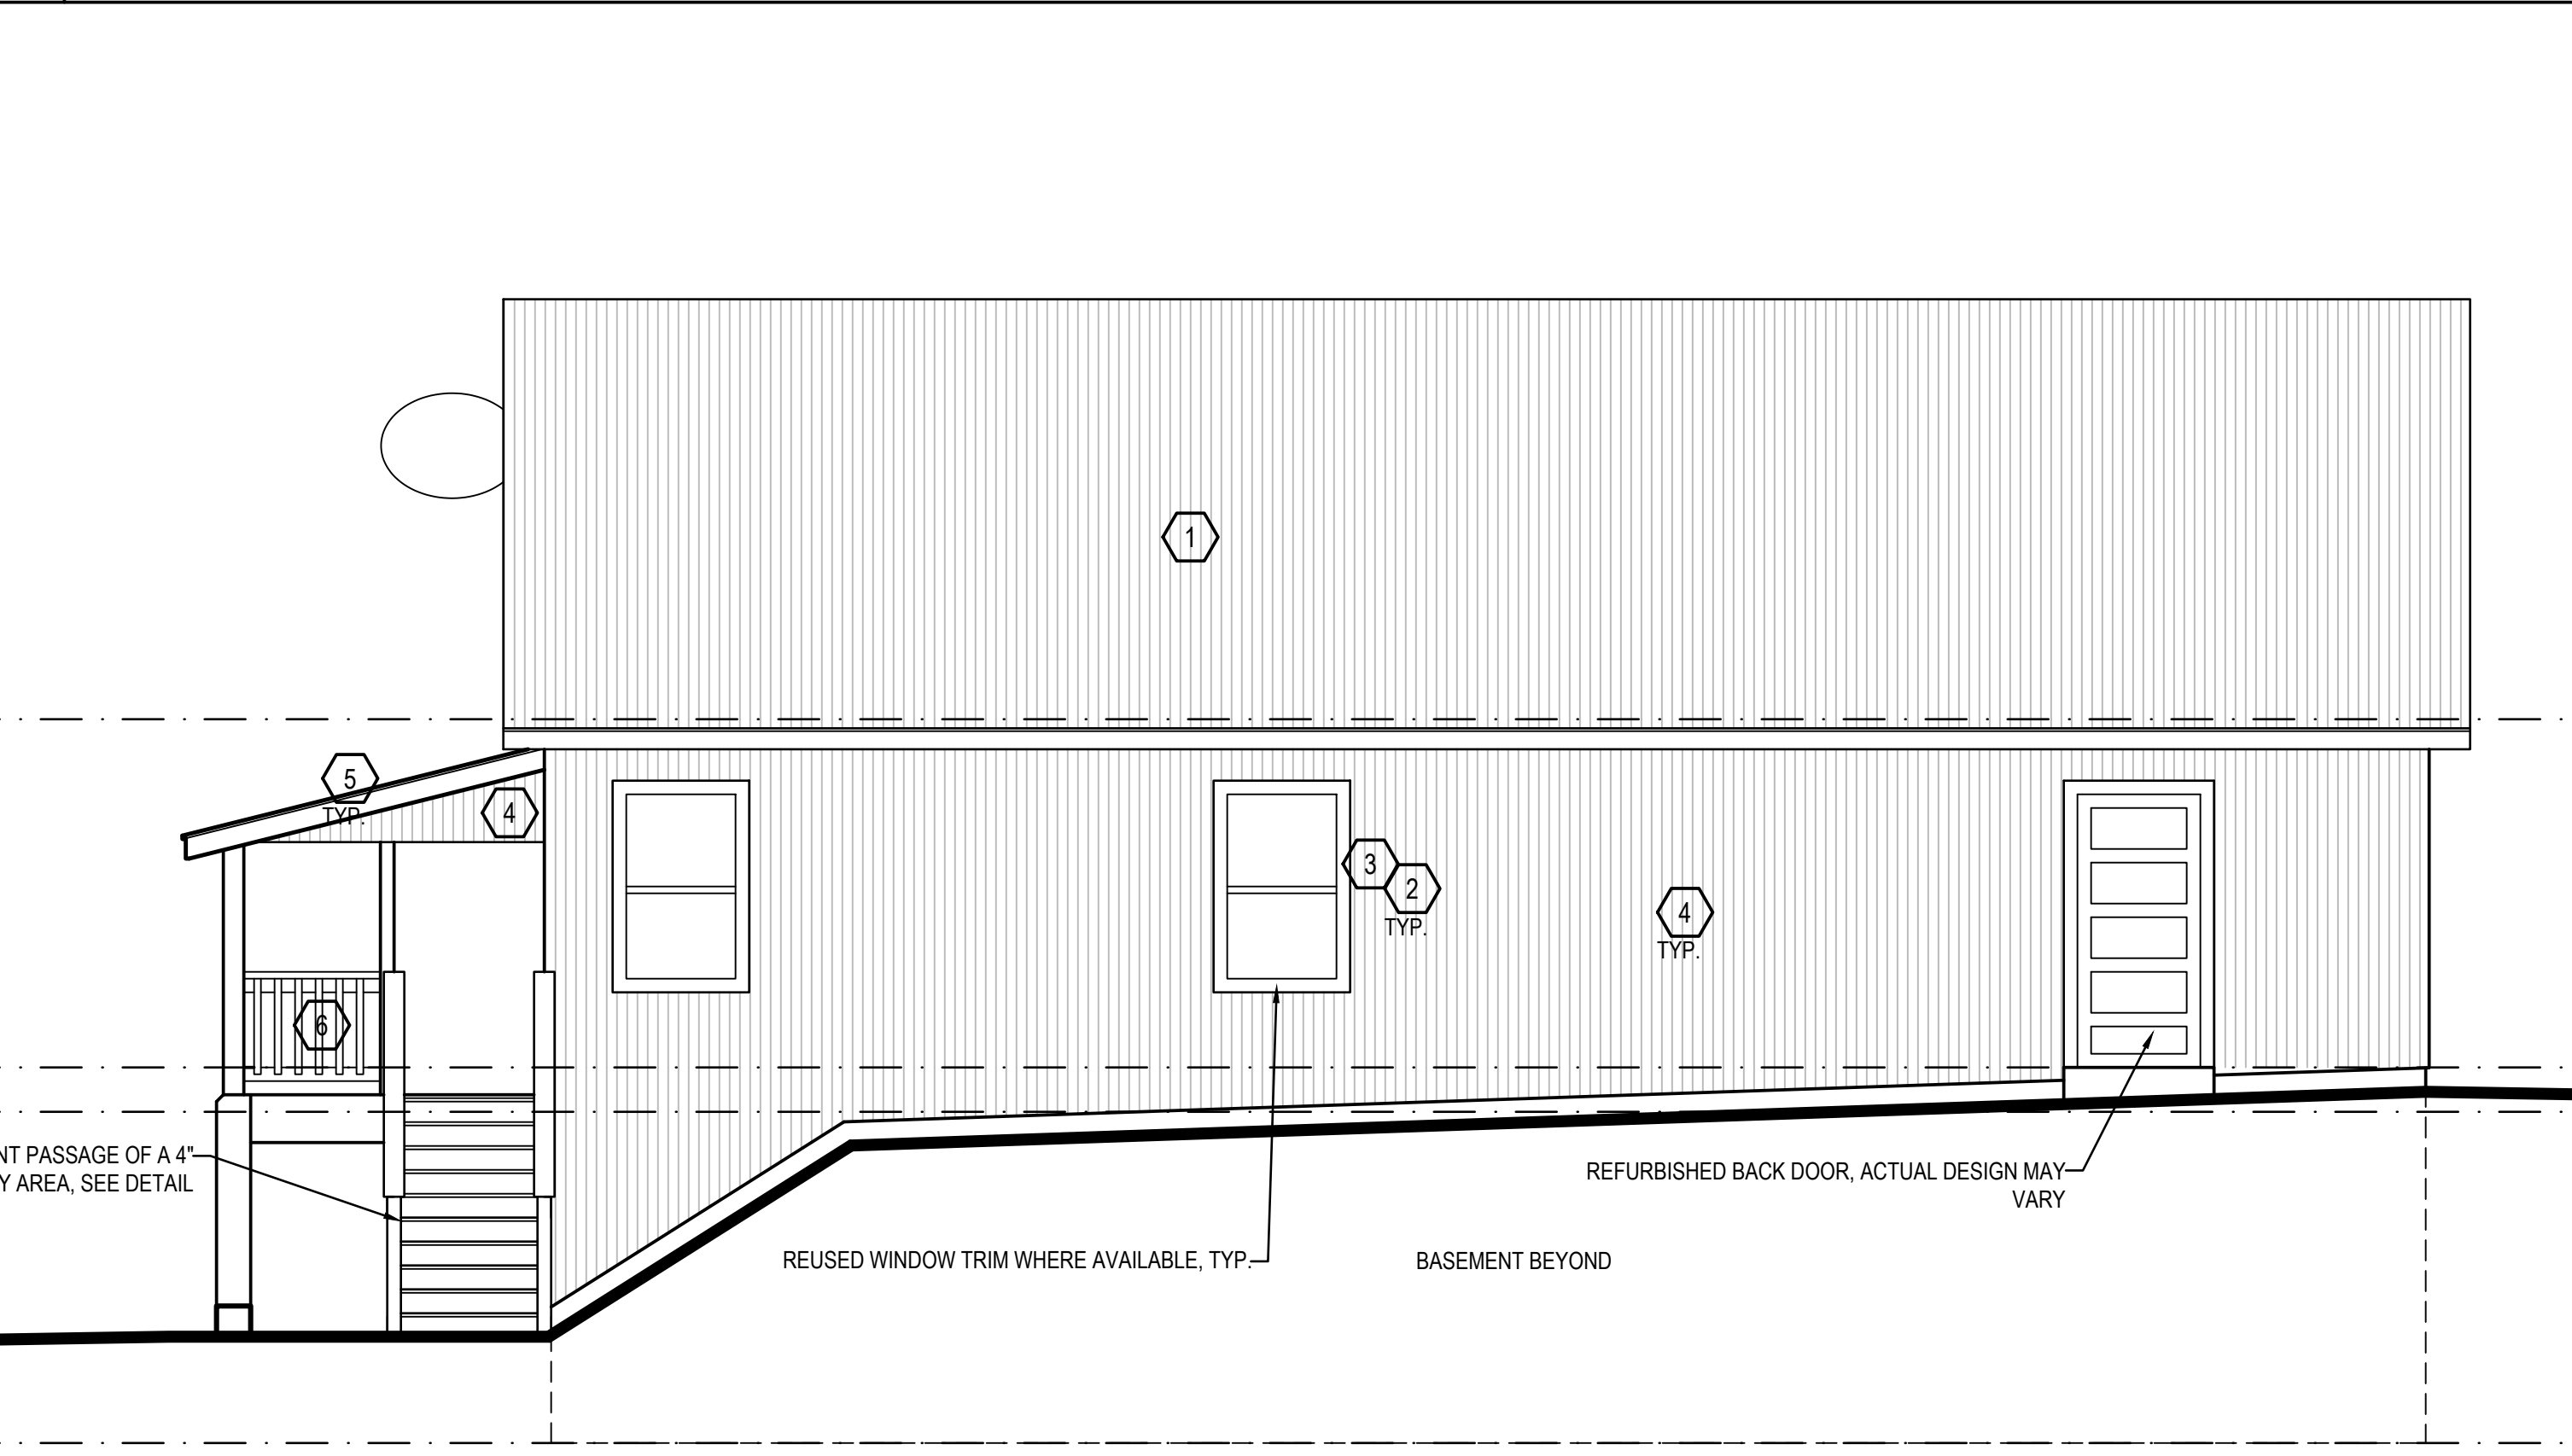 1
5
TYP.
4
3
2
TYP.
4
TYP.
6
NT PASSAGE OF A 4"
Y AREA, SEE DETAIL
REFURBISHED BACK DOOR, ACTUAL DESIGN MAY
VARY
REUSED WINDOW TRIM WHERE AVAILABLE, TYP.
BASEMENT BEYOND